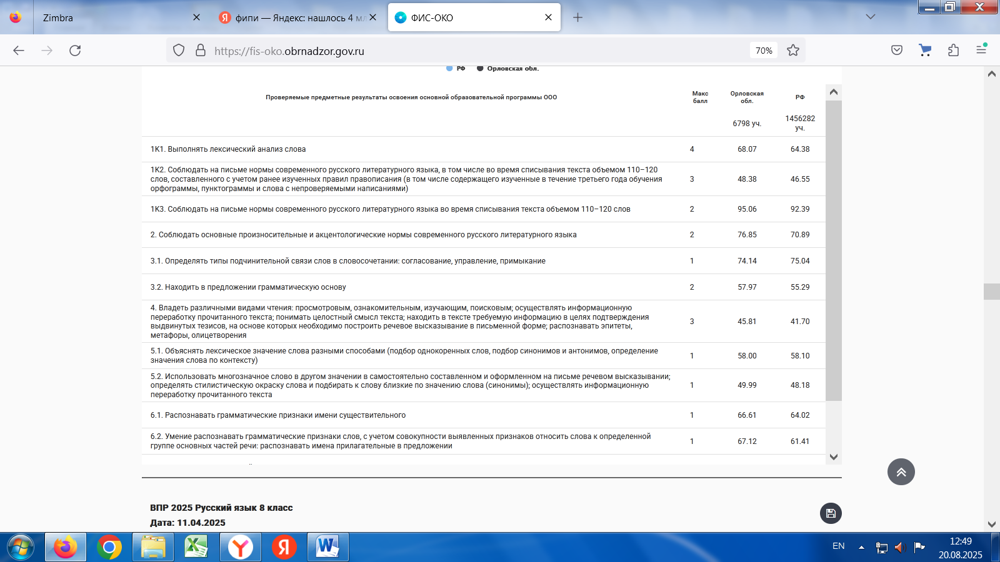 Zimbra
фипи — Яндекс: нашлось 4 мл
ФИС-ОКО
https://fis-oko.obrnadzor.gov.ru
70%
РФ
Орловская обл.
Проверяемые предметные результаты освоения основной образовательной программы ООО
Макс балл
Орловская обл.
РФ
6798 уч.
1456282 уч.
1К1. Выполнять лексический анализ слова
4
68.07
64.38
1К2. Соблюдать на письме нормы современного русского литературного языка, в том числе во время списывания текста объемом 110–120
слов, составленного с учетом ранее изученных правил правописания (в том числе содержащего изученные в течение третьего года обучения
орфограммы, пунктограммы и слова с непроверяемыми написаниями)
3
48.38
46.55
1К3. Соблюдать на письме нормы современного русского литературного языка во время списывания текста объемом 110–120 слов
2
95.06
92.39
2. Соблюдать основные произносительные и акцентологические нормы современного русского литературного языка
2
76.85
70.89
3.1. Определять типы подчинительной связи слов в словосочетании: согласование, управление, примыкание
1
74.14
75.04
3.2. Находить в предложении грамматическую основу
2
57.97
55.29
4. Владеть различными видами чтения: просмотровым, ознакомительным, изучающим, поисковым; осуществлять информационную
переработку прочитанного текста; понимать целостный смысл текста; находить в тексте требуемую информацию в целях подтверждения
выдвинутых тезисов, на основе которых необходимо построить речевое высказывание в письменной форме; распознавать эпитеты,
метафоры, олицетворения
3
45.81
41.70
5.1. Объяснять лексическое значение слова разными способами (подбор однокоренных слов, подбор синонимов и антонимов, определение
значения слова по контексту)
1
58.00
58.10
5.2. Использовать многозначное слово в другом значении в самостоятельно составленном и оформленном на письме речевом высказывании;
определять стилистическую окраску слова и подбирать к слову близкие по значению слова (синонимы); осуществлять информационную
переработку прочитанного текста
1
49.99
48.18
6.1. Распознавать грамматические признаки имени существительного
1
66.61
64.02
6.2. Умение распознавать грамматические признаки слов, с учетом совокупности выявленных признаков относить слова к определенной
группе основных частей речи: распознавать имена прилагательные в предложении
1
67.12
61.41
ВПР 2025 Русский язык 8 класс
Дата: 11.04.2025
EN
12:49
20.08.2025